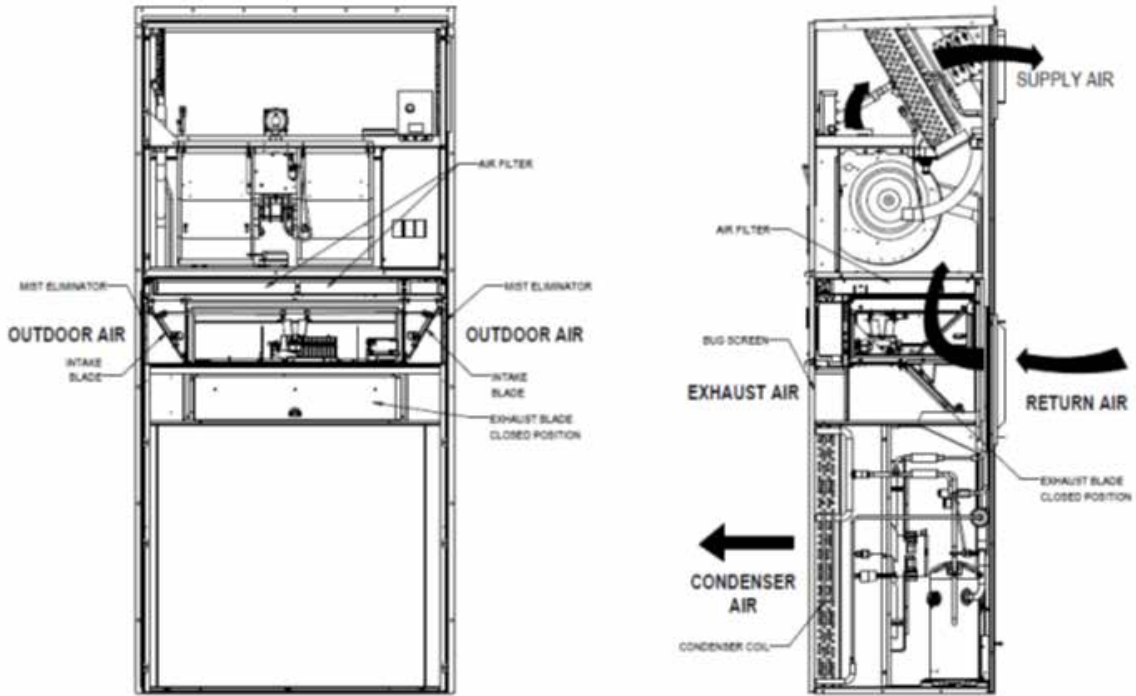 AIR FILTER
MIST ELIMINATOR
OUTDOOR AIR
INTAKE
BLADE
MIST ELIMINATOR
OUTDOOR AIR
INTAKE
BLADE
EXHAUST BLADE
CLOSED POSITION
SUPPLY AIR
AIR FILTER
BUG SCREEN
EXHAUST AIR
RETURN AIR
EXHAUST BLADE
CLOSED POSITION
CONDENSER
AIR
CONDENSER COIL